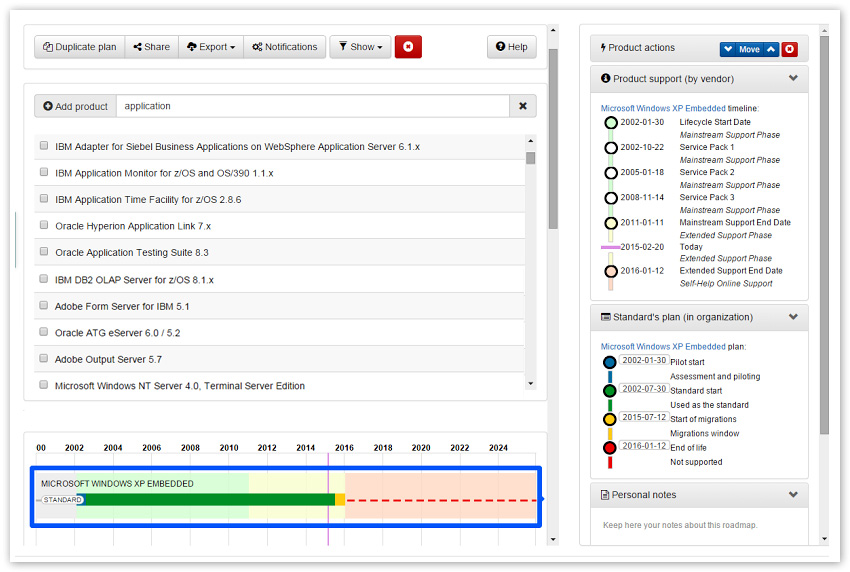 Duplicate plan Share Export Notifications Show Help
Add product application
IBM Adapter for Siebel Business Applications on WebSphere Application Server 6.1.x
IBM Application Monitor for z/OS and OS/390 1.1.x
IBM Application Time Facility for z/OS 2.8.6
Oracle Hyperion Application Link 7.x
Oracle Application Testing Suite 8.3
IBM DB2 OLAP Server for z/OS 8.1.x
Adobe Form Server for IBM 5.1
Oracle ATG eServer 6.0 / 5.2
Adobe Output Server 5.7
Microsoft Windows NT Server 4.0, Terminal Server Edition
00 2002 2004 2006 2008 2010 2012 2014 2016 2018 2020 2022 2024
MICROSOFT WINDOWS XP EMBEDDED
STANDARD
Product actions Move
Product support (by vendor)
Microsoft Windows XP Embedded timeline:
2002-01-30 Lifecycle Start Date
Mainstream Support Phase
2002-10-22 Service Pack 1
Mainstream Support Phase
2005-01-18 Service Pack 2
Mainstream Support Phase
2008-11-14 Service Pack 3
Mainstream Support Phase
2011-01-11 Mainstream Support End Date
Extended Support Phase
2015-02-20 Today
Extended Support Phase
2016-01-12 Extended Support End Date
Self-Help Online Support
Standard's plan (in organization)
Microsoft Windows XP Embedded plan:
2002-01-30 Pilot start
Assessment and piloting
2002-07-30 Standard start
Used as the standard
2015-07-12 Start of migrations
Migrations window
2016-01-12 End of life
Not supported
Personal notes
Keep here your notes about this roadmap.